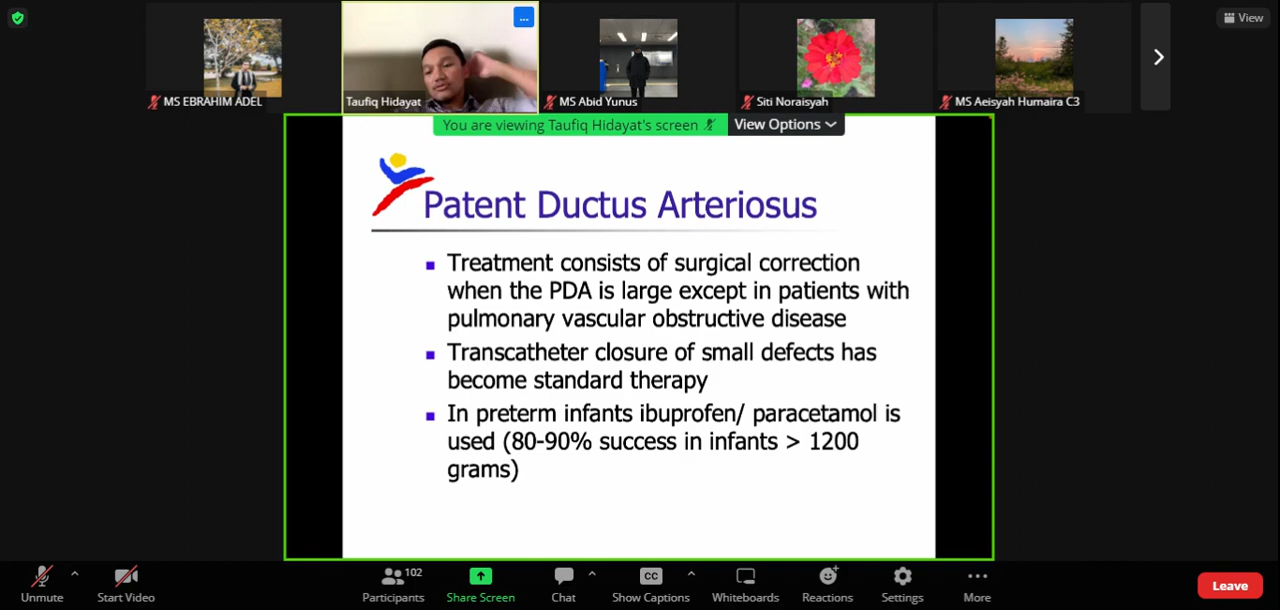 View
MS EBRAHIM ADEL
Taufiq Hidayat
MS Abid Yunus
Siti Noraisyah
MS Aeisyah Humaira C3
You are viewing Taufiq Hidayat's screen
View Options
Patent Ductus Arteriosus
Treatment consists of surgical correction
when the PDA is large except in patients with
pulmonary vascular obstructive disease
Transcatheter closure of small defects has
become standard therapy
In preterm infants ibuprofen/ paracetamol is
used (80-90% success in infants > 1200
grams)
Unmute
Start Video
102
Participants
Share Screen
Chat
CC
Show Captions
Whiteboards
Reactions
Settings
More
Leave